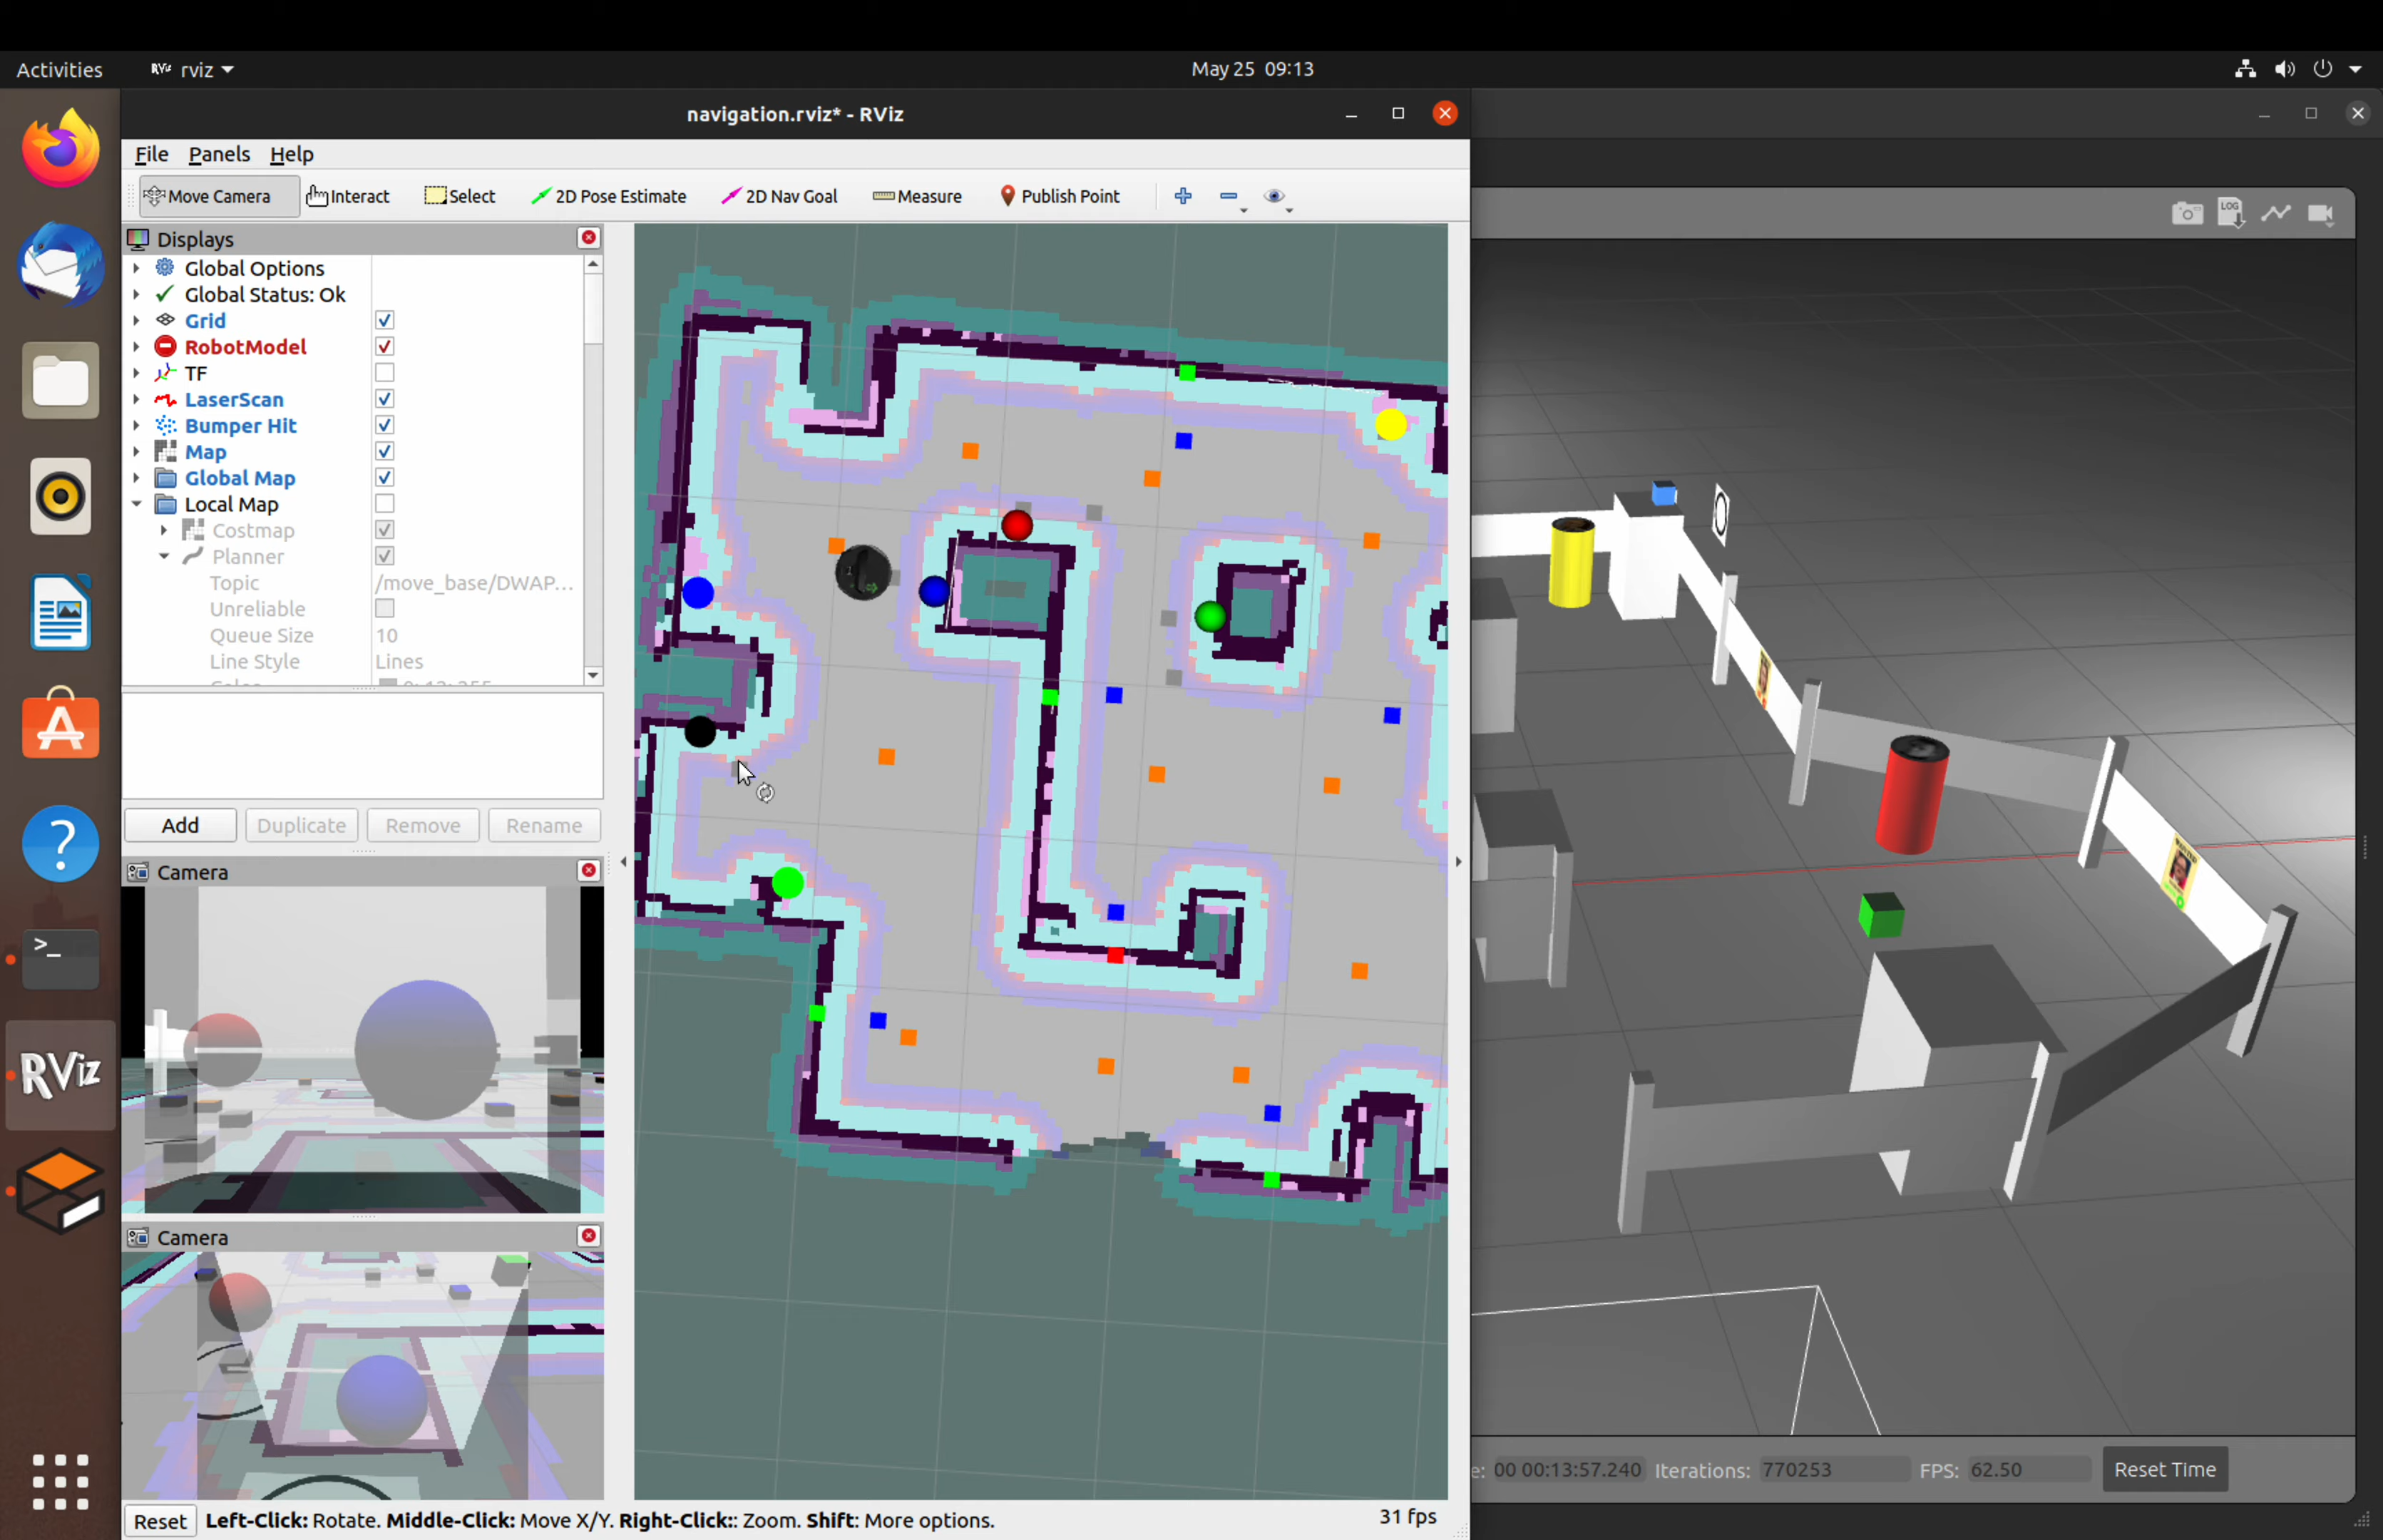 Activities
RViz rviz
May 25 09:13
navigation.rviz* - RViz
File Panels Help
Move Camera Interact Select 2D Pose Estimate 2D Nav Goal Measure Publish Point
LOG
Displays
Global Options
Global Status: Ok
Grid
RobotModel
TF
LaserScan
Bumper Hit
Map
Global Map
Local Map
Costmap
Planner
Topic /move_base/DWAP...
Unreliable
Queue Size 10
Line Style Lines
Add Duplicate Remove Rename
Camera
RViz
Camera
e: 00 00:13:57.240 Iterations: 770253 FPS: 62.50 Reset Time
Reset Left-Click: Rotate. Middle-Click: Move X/Y. Right-Click:: Zoom. Shift: More options. 31 fps